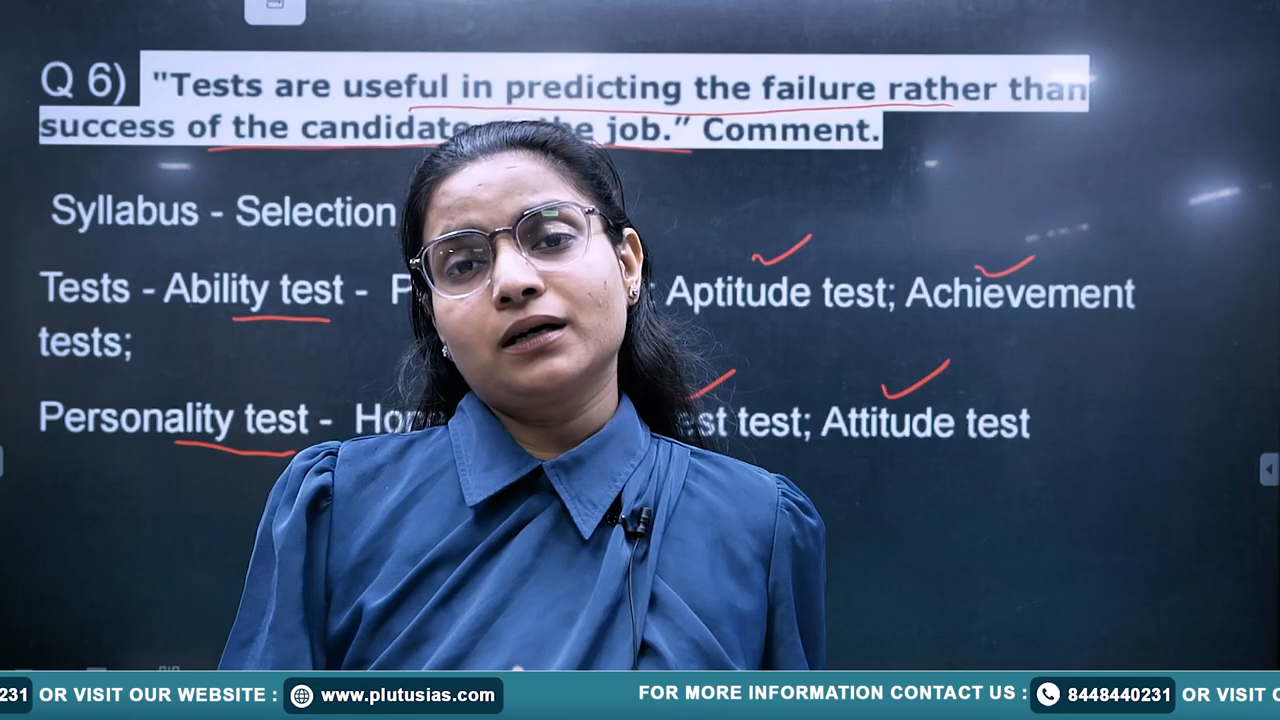 Q 6) "Tests are useful in predicting the failure rather than
success of the candidate the job.” Comment.
Syllabus - Selection
Tests - Ability test - ; Aptitude test; Achievement
tests;
Personality test - test; Attitude test
231 OR VISIT OUR WEBSITE : www.plutusias.com FOR MORE INFORMATION CONTACT US : 8448440231 OR VISIT